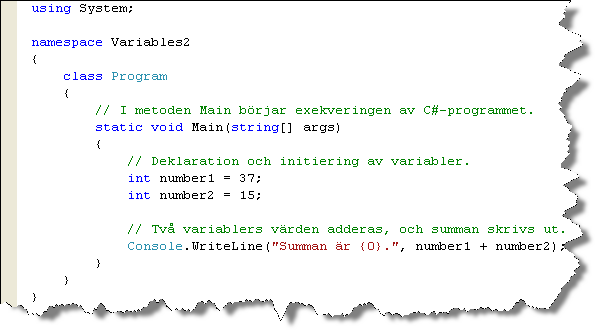 using System;
namespace Variables2
{
class Program
{
// I metoden Main börjar exekveringen av C#-programmet.
static void Main(string[] args)
{
// Deklaration och initiering av variabler.
int number1 = 37;
int number2 = 15;
// Två variablers värden adderas, och summan skrivs ut.
Console.WriteLine("Summan är {0}.", number1 + number2);
}
}
}